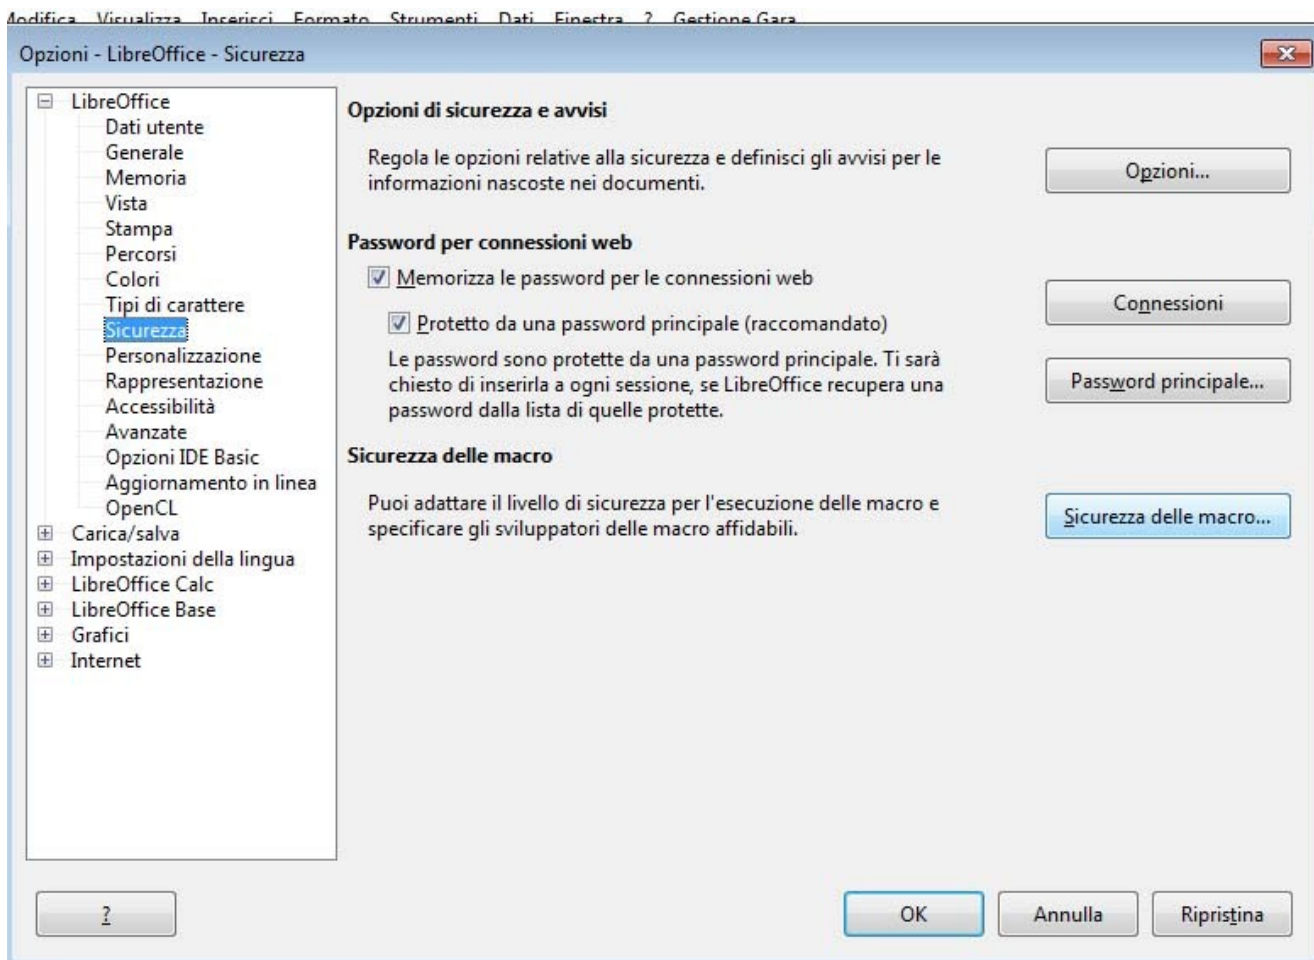 Modifica Visualizza Inserisci Formato Strumenti Dati Finestra ? Gestione Gara
Opzioni - LibreOffice - Sicurezza
LibreOffice
Dati utente
Generale
Memoria
Vista
Stampa
Percorsi
Colori
Tipi di carattere
Sicurezza
Personalizzazione
Rappresentazione
Accessibilità
Avanzate
Opzioni IDE Basic
Aggiornamento in linea
OpenCL
Carica/salva
Impostazioni della lingua
LibreOffice Calc
LibreOffice Base
Grafici
Internet
Opzioni di sicurezza e avvisi
Regola le opzioni relative alla sicurezza e definisci gli avvisi per le
informazioni nascoste nei documenti.
Opzioni...
Password per connessioni web
Memorizza le password per le connessioni web
Connessioni
Protetto da una password principale (raccomandato)
Le password sono protette da una password principale. Ti sarà
chiesto di inserirla a ogni sessione, se LibreOffice recupera una
password dalla lista di quelle protette.
Password principale...
Sicurezza delle macro
Puoi adattare il livello di sicurezza per l'esecuzione delle macro e
specificare gli sviluppatori delle macro affidabili.
Sicurezza delle macro...
?
OK
Annulla
Ripristina